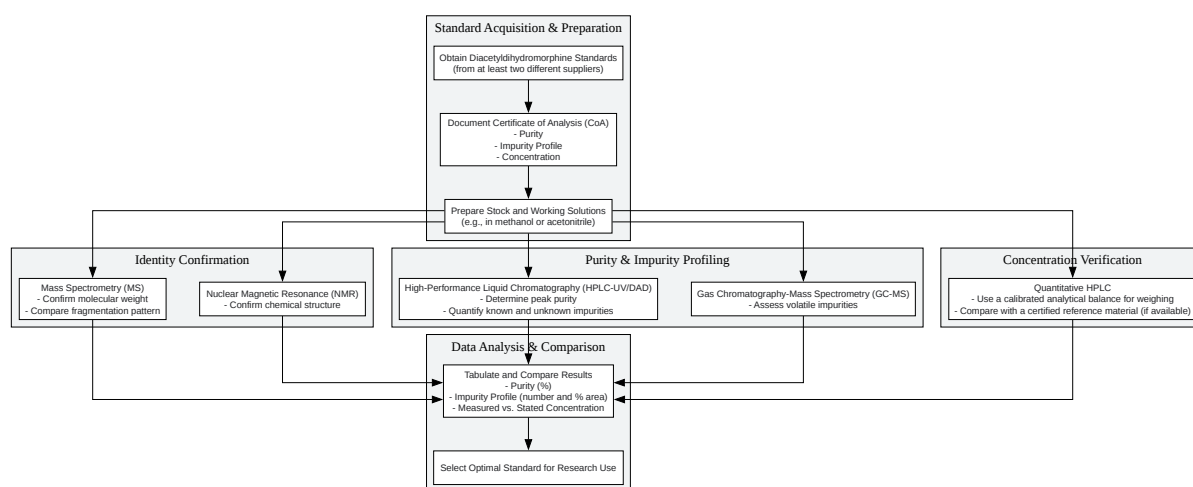 Standard Acquisition & Preparation
Obtain Diacetyldihydromorphine Standards
(from at least two different suppliers)
Document Certificate of Analysis (CoA)
- Purity
- Impurity Profile
- Concentration
Prepare Stock and Working Solutions
(e.g., in methanol or acetonitrile)
Identity Confirmation
Mass Spectrometry (MS)
- Confirm molecular weight
- Compare fragmentation pattern
Nuclear Magnetic Resonance (NMR)
- Confirm chemical structure
Purity & Impurity Profiling
High-Performance Liquid Chromatography (HPLC-UV/DAD)
- Determine peak purity
- Quantify known and unknown impurities
Gas Chromatography-Mass Spectrometry (GC-MS)
- Assess volatile impurities
Concentration Verification
Quantitative HPLC
- Use a calibrated analytical balance for weighing
- Compare with a certified reference material (if available)
Data Analysis & Comparison
Tabulate and Compare Results
- Purity (%)
- Impurity Profile (number and % area)
- Measured vs. Stated Concentration
Select Optimal Standard for Research Use